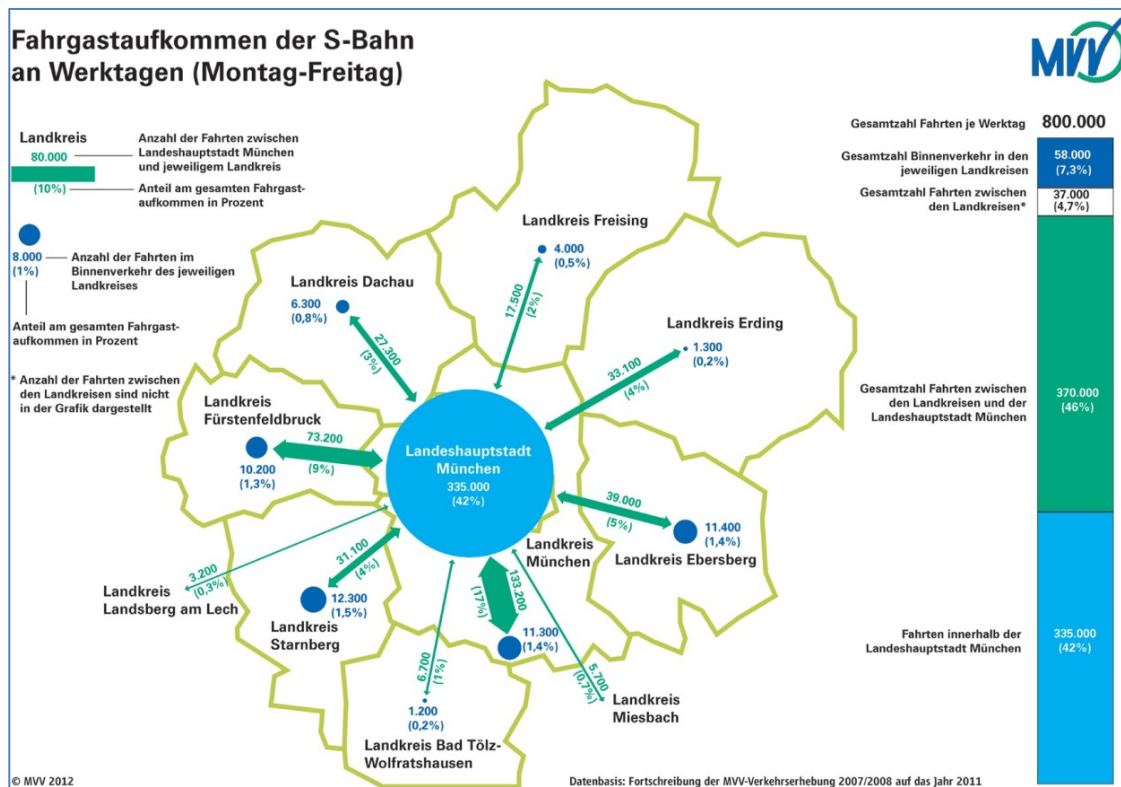 Fahrgastaufkommen der S-Bahn
an Werktagen (Montag-Freitag)
MVV
Landkreis
80.000
(10%)
Anzahl der Fahrten zwischen
Landeshauptstadt München
und jeweiligem Landkreis
Anteil am gesamten Fahrgast-
aufkommen in Prozent
8.000
(1%)
Anzahl der Fahrten im
Binnenverkehr des jeweiligen
Landkreises
Anteil am gesamten Fahrgast-
aufkommen in Prozent
* Anzahl der Fahrten zwischen
den Landkreisen sind nicht
in der Grafik dargestellt
Landkreis Freising
4.000
(0,5%)
17.500
(2%)
Landkreis Dachau
6.300
(0,8%)
27.300
(3%)
Landkreis Erding
1.300
(0,2%)
33.100
(4%)
Landkreis
Fürstenfeldbruck
73.200
(9%)
10.200
(1,3%)
Landeshauptstadt
München
335.000
(42%)
39.000
(5%)
11.400
(1,4%)
Landkreis Ebersberg
Landkreis
München
133.200
(17%)
11.300
(1,4%)
3.200
(0,3%)
Landkreis
Landsberg am Lech
31.100
(4%)
12.300
(1,5%)
Landkreis
Starnberg
6.700
(1%)
1.200
(0,2%)
Landkreis Bad Tölz-
Wolfratshausen
5.700
(0,7%)
Landkreis
Miesbach
Gesamtzahl Fahrten je Werktag
800.000
Gesamtzahl Binnenverkehr in den
jeweiligen Landkreisen
58.000
(7,3%)
Gesamtzahl Fahrten zwischen
den Landkreisen*
37.000
(4,7%)
Gesamtzahl Fahrten zwischen
den Landkreisen und der
Landeshauptstadt München
370.000
(46%)
Fahrten innerhalb der
Landeshauptstadt München
335.000
(42%)
© MVV 2012
Datenbasis: Fortschreibung der MVV-Verkehrserhebung 2007/2008 auf das Jahr 2011